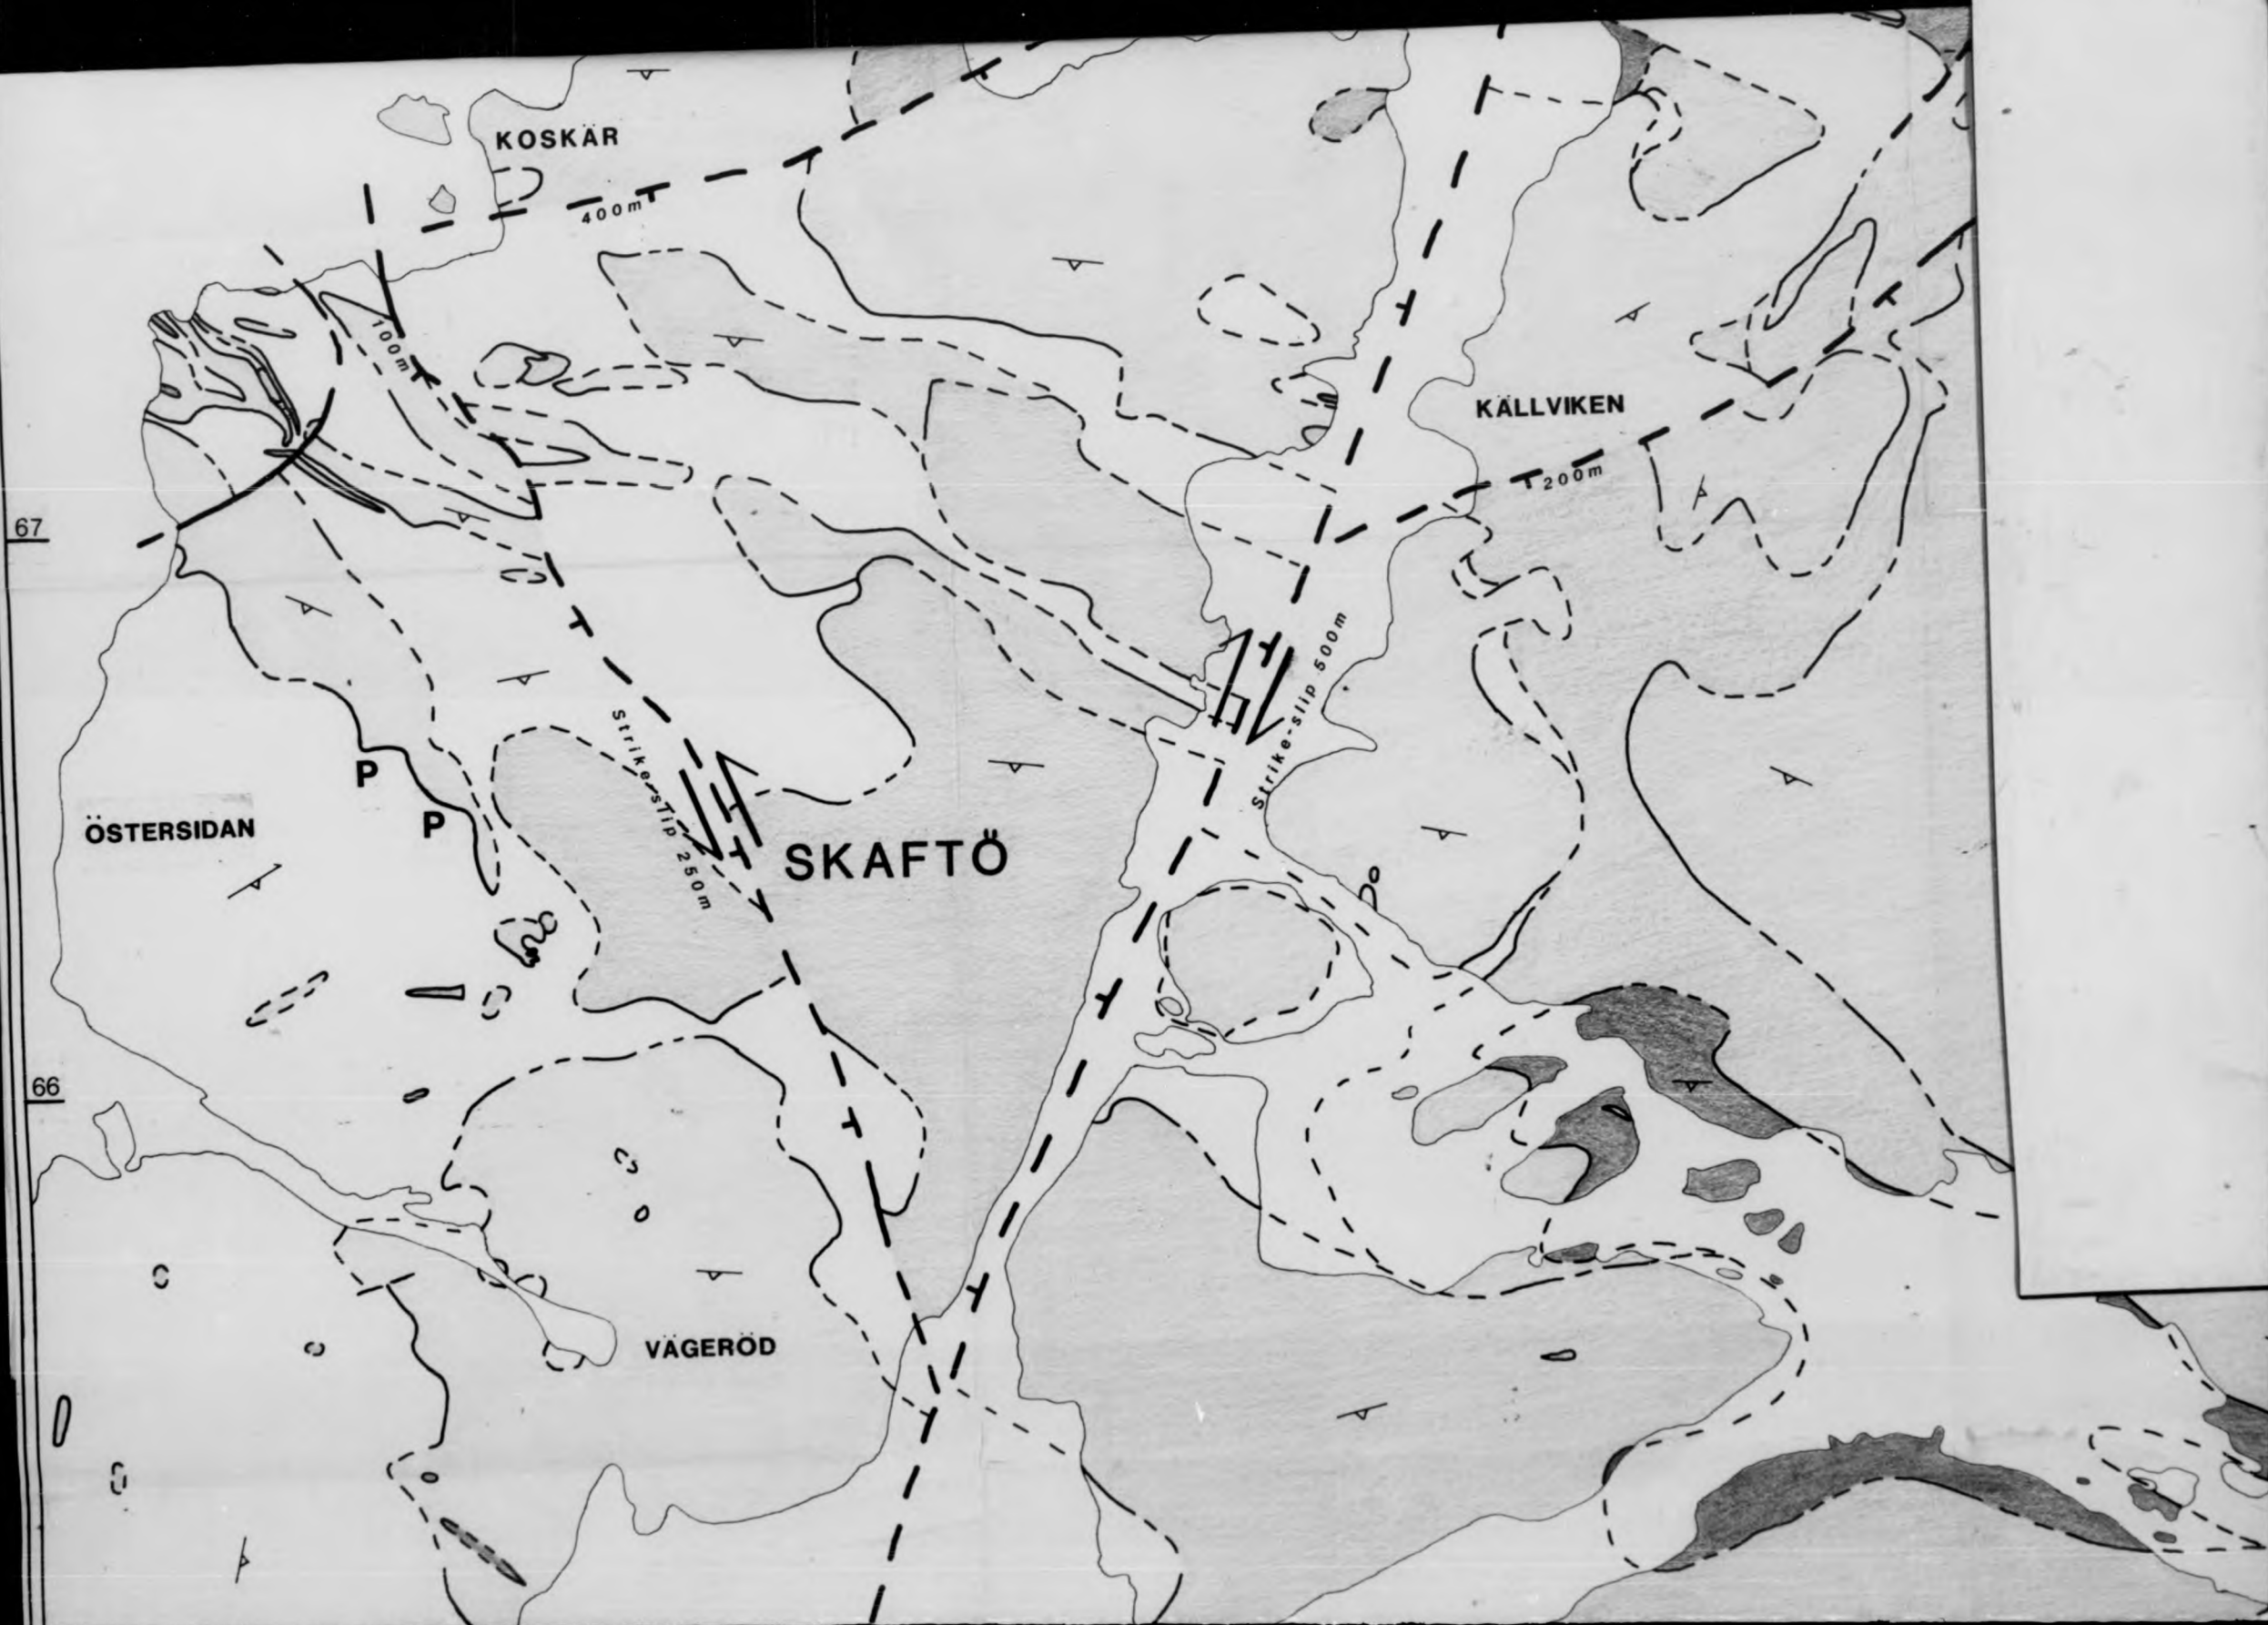 KOSKÄR
400m
100m
KÄLLVIKEN
200m
67
Strike-slip 500m
Strike-slip 250m
P
P
ÖSTERSIDAN
SKAFTÖ
66
VÄGERÖD